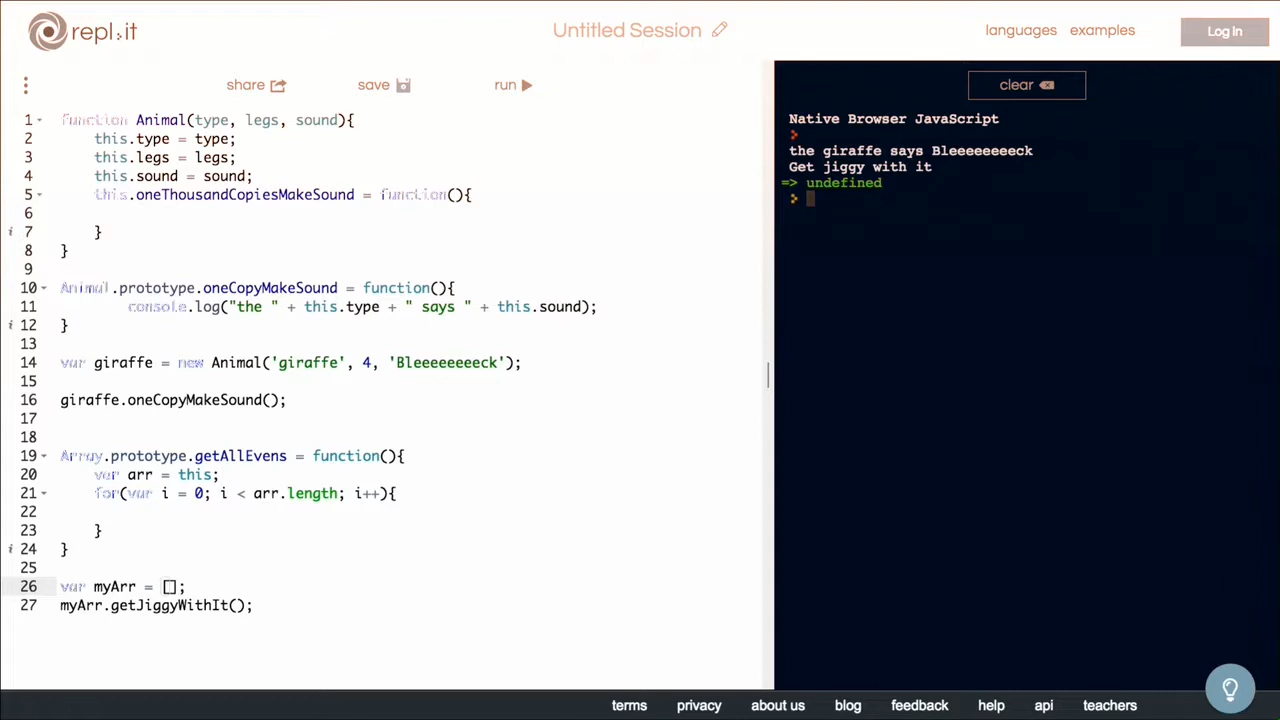 repl.it
Untitled Session
languages examples Log In
share save run
clear
1 function Animal(type, legs, sound){
2 this.type = type;
3 this.legs = legs;
4 this.sound = sound;
5 this.oneThousandCopiesMakeSound = function(){
6
i 7 }
8 }
9
10 Animal.prototype.oneCopyMakeSound = function(){
11 console.log("the " + this.type + " says " + this.sound);
i 12 }
13
14 var giraffe = new Animal('giraffe', 4, 'Bleeeeeeeeck');
15
16 giraffe.oneCopyMakeSound();
17
18
19 Array.prototype.getAllEvens = function(){
20 var arr = this;
21 for(var i = 0; i < arr.length; i++){
22
23 }
i 24 }
25
26 var myArr = [];
27 myArr.getJiggyWithIt();
Native Browser JavaScript
>
the giraffe says Bleeeeeeeeck
Get jiggy with it
=> undefined
>
terms privacy about us blog feedback help api teachers